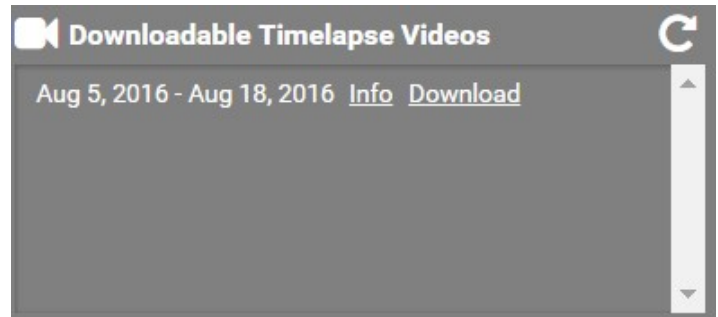 Downloadable Timelapse Videos
Aug 5, 2016 - Aug 18, 2016 Info Download